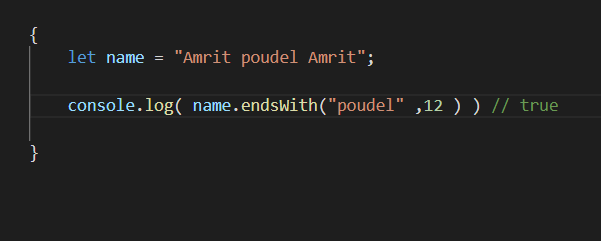 {
let name = "Amrit poudel Amrit";
console.log( name.endsWith("poudel" ,12 ) ) // true
}